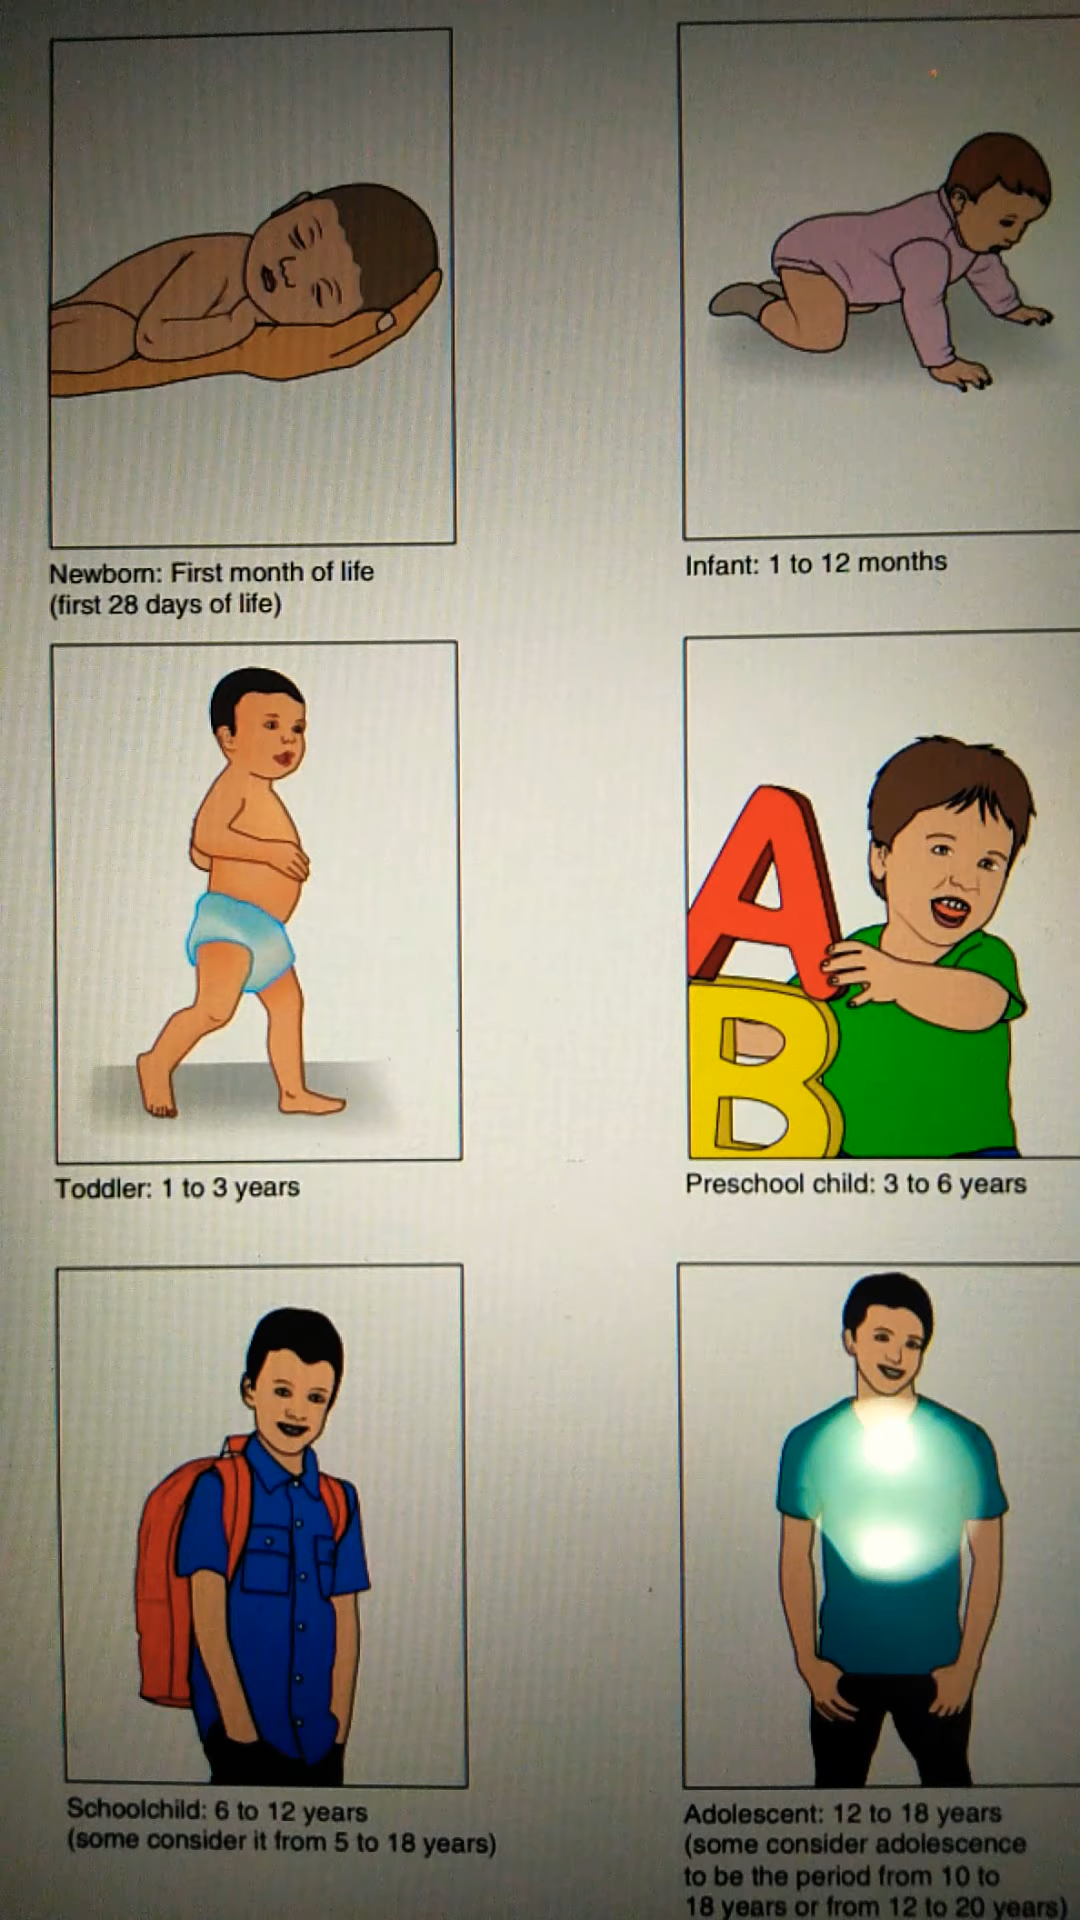 Newborn: First month of life
(first 28 days of life)
Infant: 1 to 12 months
Toddler: 1 to 3 years
A
B
Preschool child: 3 to 6 years
Schoolchild: 6 to 12 years
(some consider it from 5 to 18 years)
Adolescent: 12 to 18 years
(some consider adolescence
to be the period from 10 to
18 years or from 12 to 20 years)